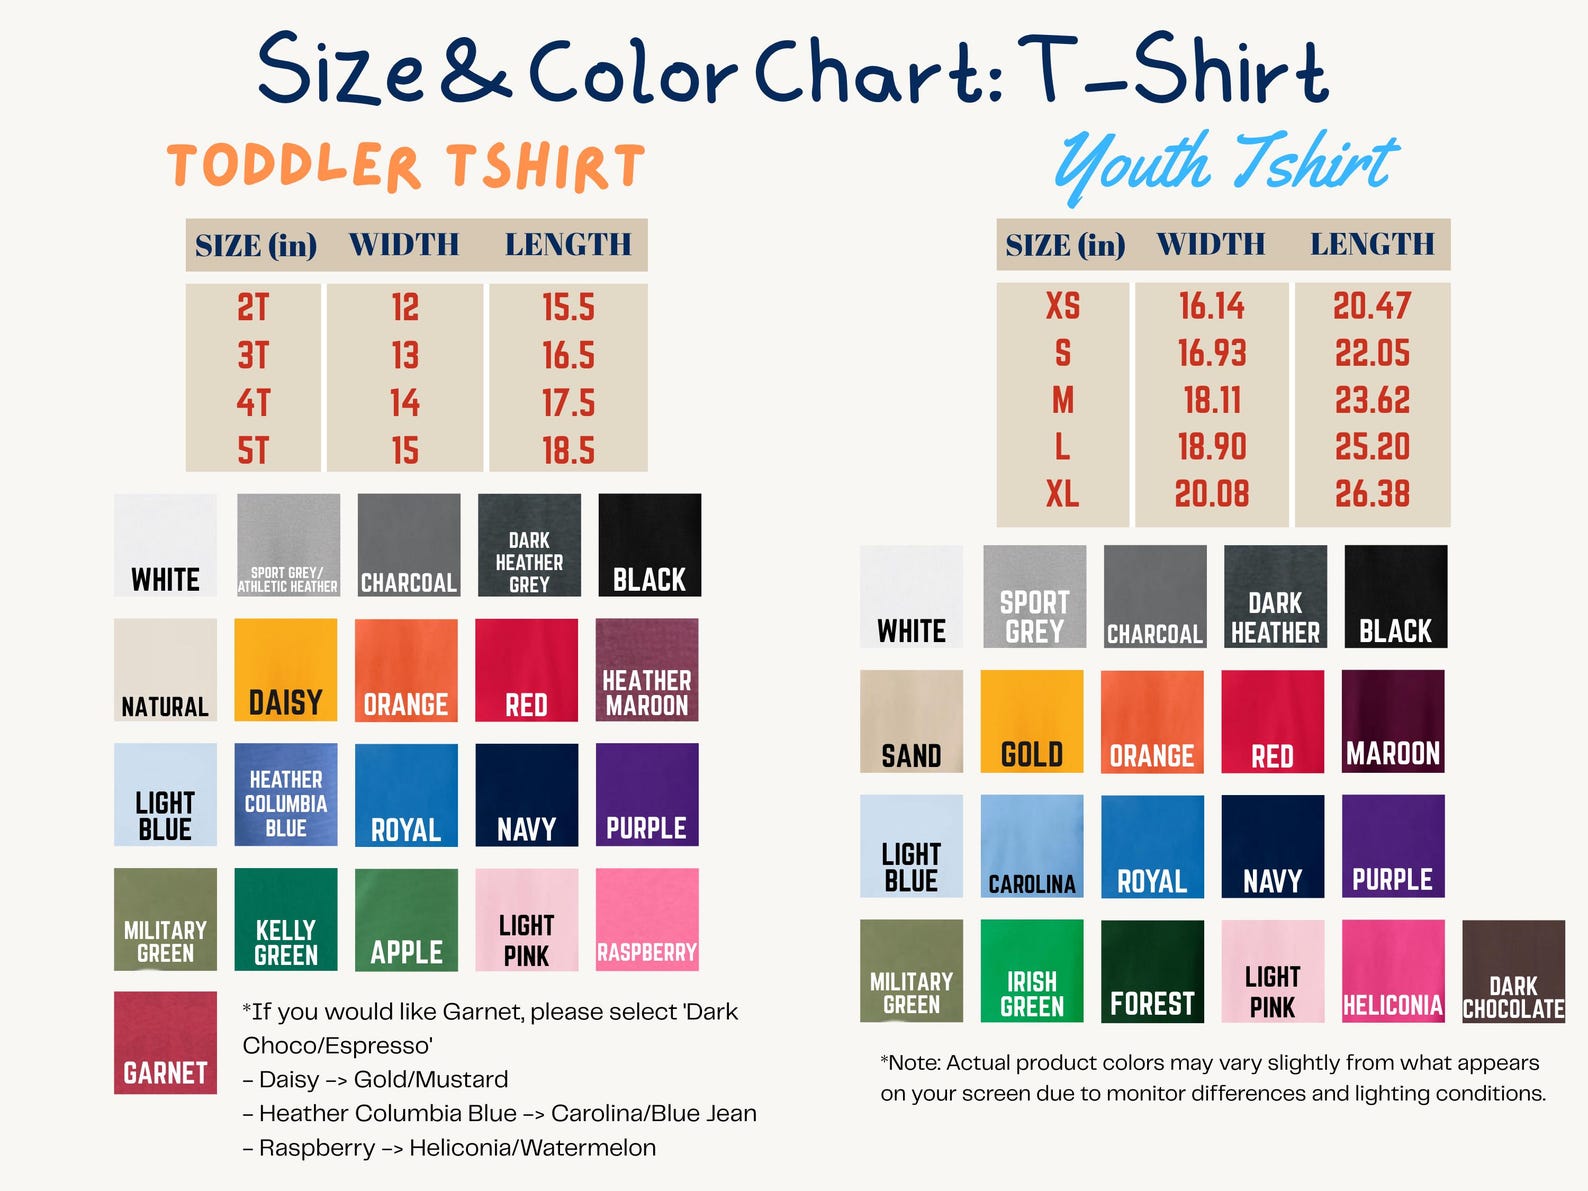 Size & Color Chart: T-Shirt
TODDLER TSHIRT
SIZE (in) WIDTH LENGTH
2T 12 15.5
3T 13 16.5
4T 14 17.5
5T 15 18.5
WHITE
SPORT GREY/
ATHLETIC HEATHER
CHARCOAL
DARK
HEATHER
GREY
BLACK
NATURAL
DAISY
ORANGE
RED
HEATHER
MAROON
LIGHT
BLUE
HEATHER
COLUMBIA
BLUE
ROYAL
NAVY
PURPLE
MILITARY
GREEN
KELLY
GREEN
APPLE
LIGHT
PINK
RASPBERRY
GARNET
*If you would like Garnet, please select 'Dark
Choco/Espresso'
- Daisy -> Gold/Mustard
- Heather Columbia Blue -> Carolina/Blue Jean
- Raspberry -> Heliconia/Watermelon
Youth Tshirt
SIZE (in) WIDTH LENGTH
XS 16.14 20.47
S 16.93 22.05
M 18.11 23.62
L 18.90 25.20
XL 20.08 26.38
WHITE
SPORT
GREY
CHARCOAL
DARK
HEATHER
BLACK
SAND
GOLD
ORANGE
RED
MAROON
LIGHT
BLUE
CAROLINA
ROYAL
NAVY
PURPLE
MILITARY
GREEN
IRISH
GREEN
FOREST
LIGHT
PINK
HELICONIA
DARK
CHOCOLATE
*Note: Actual product colors may vary slightly from what appears
on your screen due to monitor differences and lighting conditions.